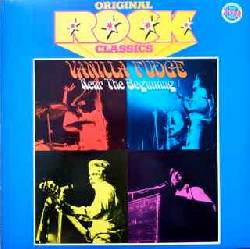 ORIGINAL
ROCK
CLASSICS
VANILLA FUDGE
Near The Beginning